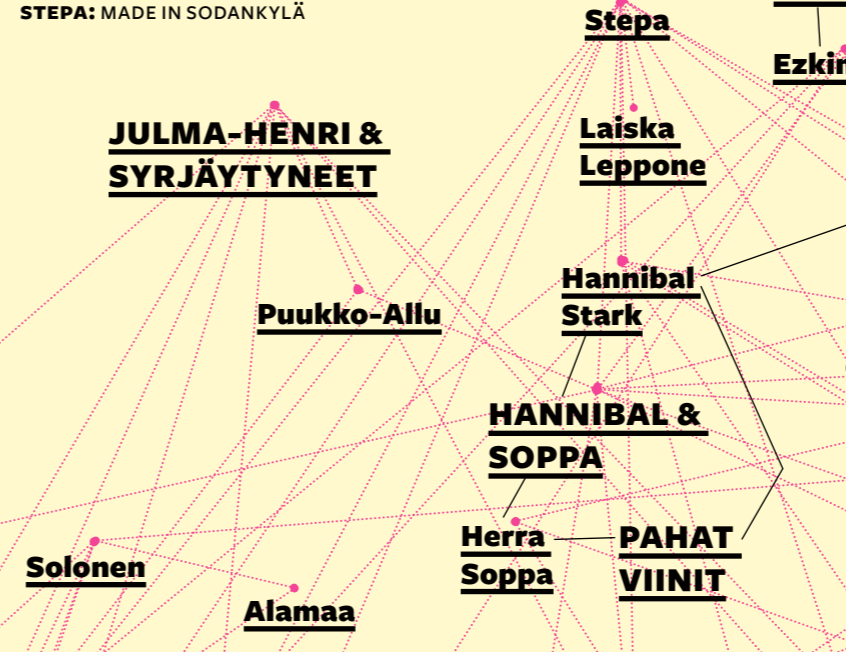 STEPA: MADE IN SODANKYLÄ
Stepa
JULMA-HENRI &
SYRJÄYTYNEET
Laiska
Leppone
Hannibal
Stark
Puukko-Allu
HANNIBAL &
SOPPA
Herra
Soppa
PAHAT
VIINIT
Solonen
Alamaa